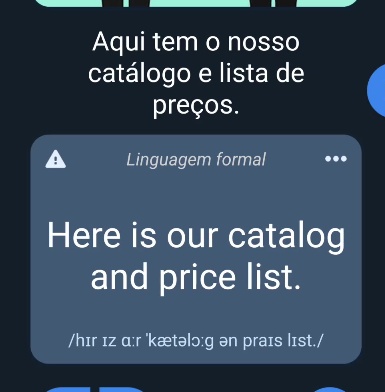 Aqui tem o nosso
catálogo e lista de
preços.
Linguagem formal
Here is our catalog
and price list.
/hɪr ɪz ɑːr ˈkætəlɔːg ən praɪs lɪst./